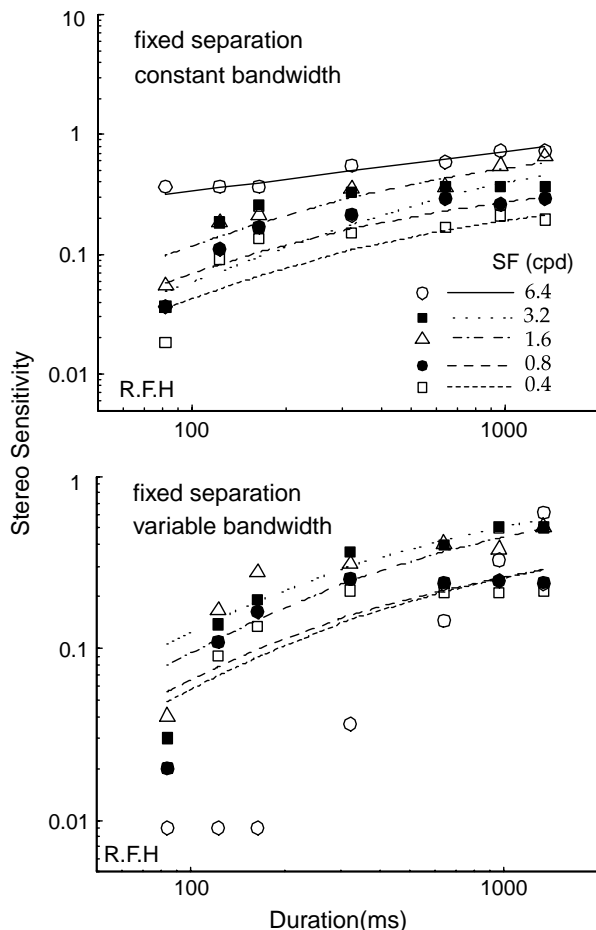 10
fixed separation
constant bandwidth
1
0.1
SF (cpd)
6.4
3.2
1.6
0.8
0.4
0.01
R.F.H
100
1000
Stereo Sensitivity
1
fixed separation
variable bandwidth
0.1
0.01
R.F.H
100
1000
Duration(ms)